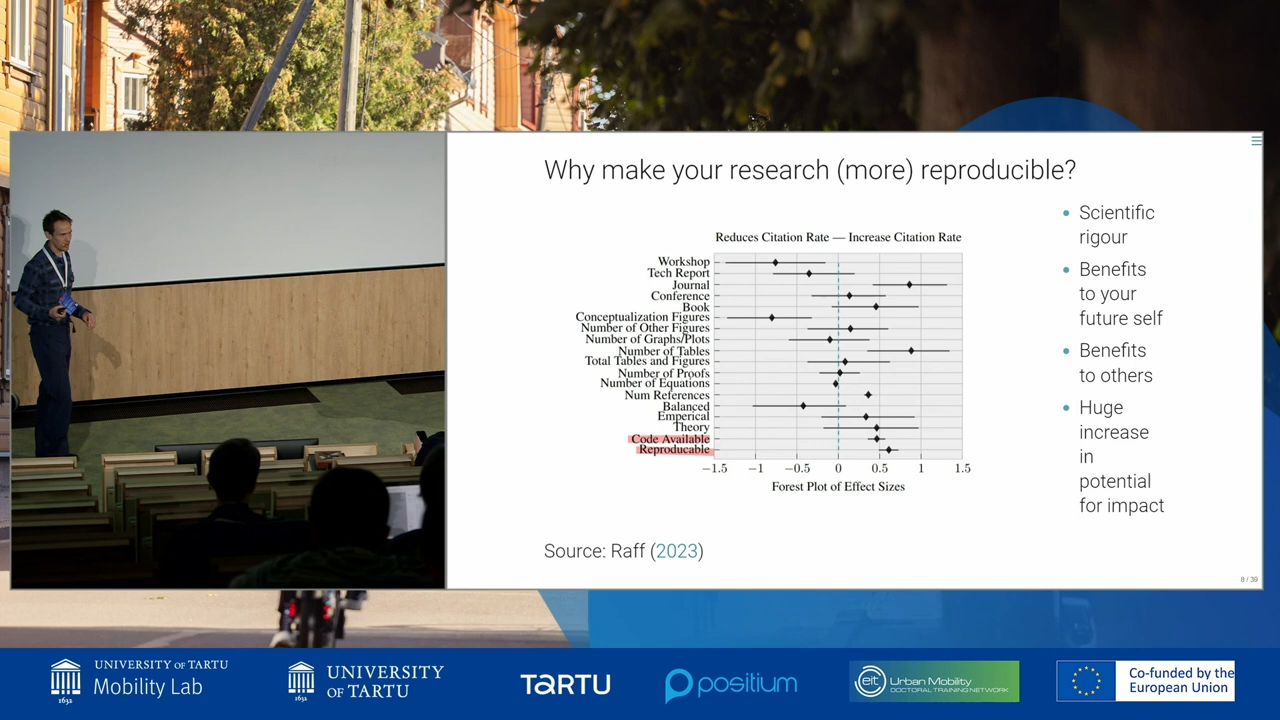 Why make your research (more) reproducible?
Reduces Citation Rate — Increase Citation Rate
Workshop
Tech Report
Journal
Conference
Book
Conceptualization Figures
Number of Other Figures
Number of Graphs/Plots
Number of Tables
Total Tables and Figures
Number of Proofs
Number of Equations
Num References
Balanced
Emperical
Theory
Code Available
Reproducable
−1.5 −1 −0.5 0 0.5 1 1.5
Forest Plot of Effect Sizes
Source: Raff (2023)
• Scientific
rigour
• Benefits
to your
future self
• Benefits
to others
• Huge
increase
in
potential
for impact
8 / 39
UNIVERSITY OF TARTU
Mobility Lab
1632
UNIVERSITY
OF TARTU
1632
TARTU
positium
eit Urban Mobility
DOCTORAL TRAINING NETWORK
Co-funded by the
European Union